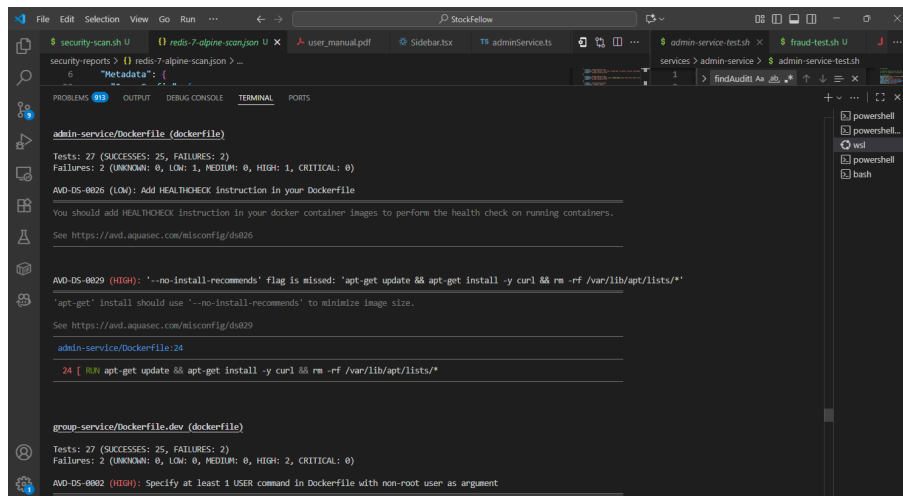 File Edit Selection View Go Run ··· ← → StockFellow
$ security-scan.sh U {} redis-7-alpine-scan.json U × user_manual.pdf Sidebar.tsx TS adminService.ts ··· $ admin-service-test.sh × $ fraud-test.sh U
security-reports > {} redis-7-alpine-scan.json > ... services > admin-service > $ admin-service-test.sh
6 "Metadata": { 1 > findAuditl Aa ab .* ↑ ↓ = ×
PROBLEMS 913 OUTPUT DEBUG CONSOLE TERMINAL PORTS
powershell
powershell...
wsl
powershell
bash
admin-service/Dockerfile (dockerfile)
Tests: 27 (SUCCESSES: 25, FAILURES: 2)
Failures: 2 (UNKNOWN: 0, LOW: 1, MEDIUM: 0, HIGH: 1, CRITICAL: 0)
AVD-DS-0026 (LOW): Add HEALTHCHECK instruction in your Dockerfile
You should add HEALTHCHECK instruction in your docker container images to perform the health check on running containers.
See https://avd.aquasec.com/misconfig/ds026
AVD-DS-0029 (HIGH): '--no-install-recommends' flag is missed: 'apt-get update && apt-get install -y curl && rm -rf /var/lib/apt/lists/*'
'apt-get' install should use '--no-install-recommends' to minimize image size.
See https://avd.aquasec.com/misconfig/ds029
admin-service/Dockerfile:24
24 [ RUN apt-get update && apt-get install -y curl && rm -rf /var/lib/apt/lists/*
group-service/Dockerfile.dev (dockerfile)
Tests: 27 (SUCCESSES: 25, FAILURES: 2)
Failures: 2 (UNKNOWN: 0, LOW: 0, MEDIUM: 0, HIGH: 2, CRITICAL: 0)
AVD-DS-0002 (HIGH): Specify at least 1 USER command in Dockerfile with non-root user as argument